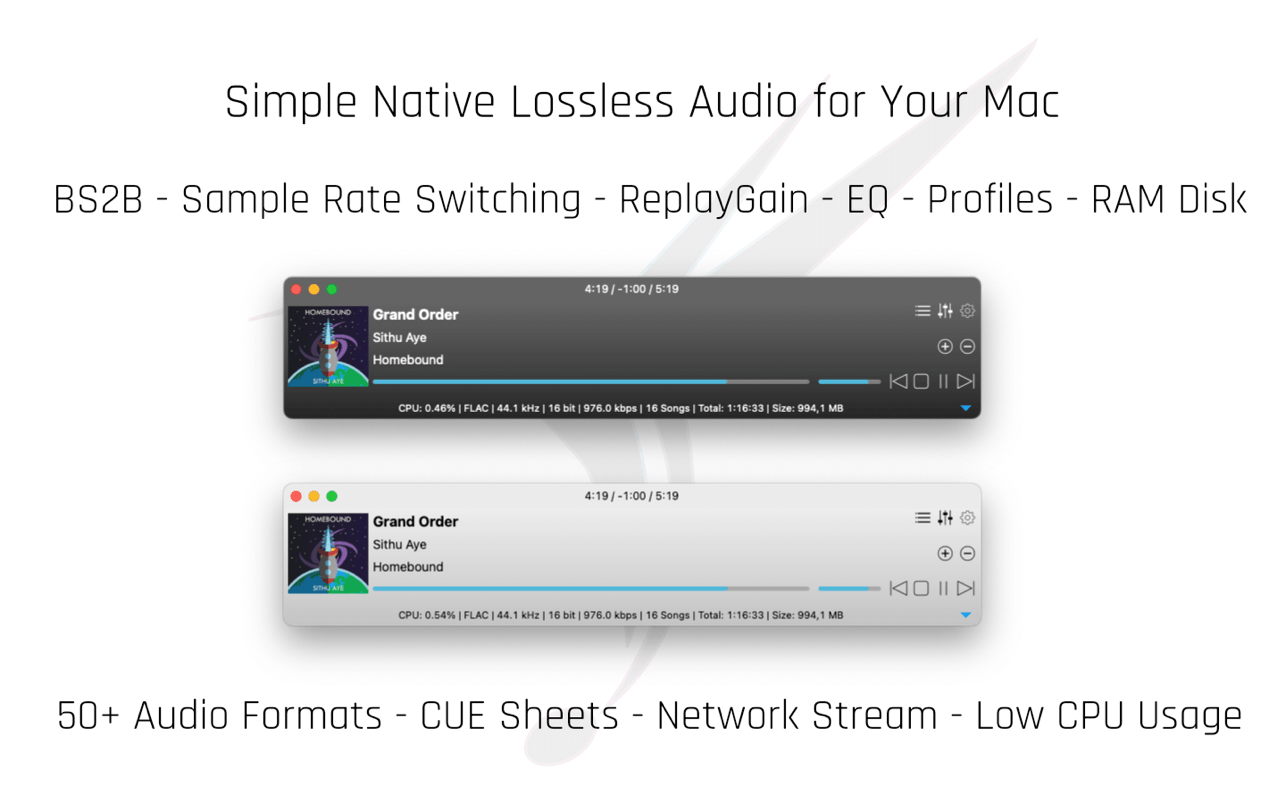 Simple Native Lossless Audio for Your Mac
BS2B - Sample Rate Switching - ReplayGain - EQ - Profiles - RAM Disk
4:19 / -1:00 / 5:19
HOMEBOUND
SITHU AYE
Grand Order
Sithu Aye
Homebound
CPU: 0.46% | FLAC | 44.1 kHz | 16 bit | 976.0 kbps | 16 Songs | Total: 1:16:33 | Size: 994,1 MB
4:19 / -1:00 / 5:19
HOMEBOUND
SITHU AYE
Grand Order
Sithu Aye
Homebound
CPU: 0.54% | FLAC | 44.1 kHz | 16 bit | 976.0 kbps | 16 Songs | Total: 1:16:33 | Size: 994,1 MB
50+ Audio Formats - CUE Sheets - Network Stream - Low CPU Usage